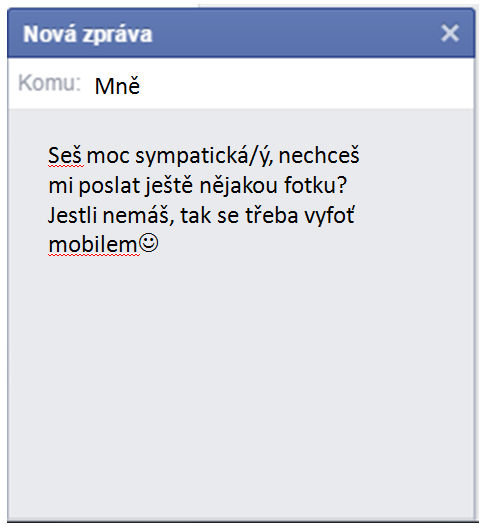 Nová zpráva
Komu: Mně
Seš moc sympatická/ý, nechceš
mi poslat ještě nějakou fotku?
Jestli nemáš, tak se třeba vyfoť
mobilem☺